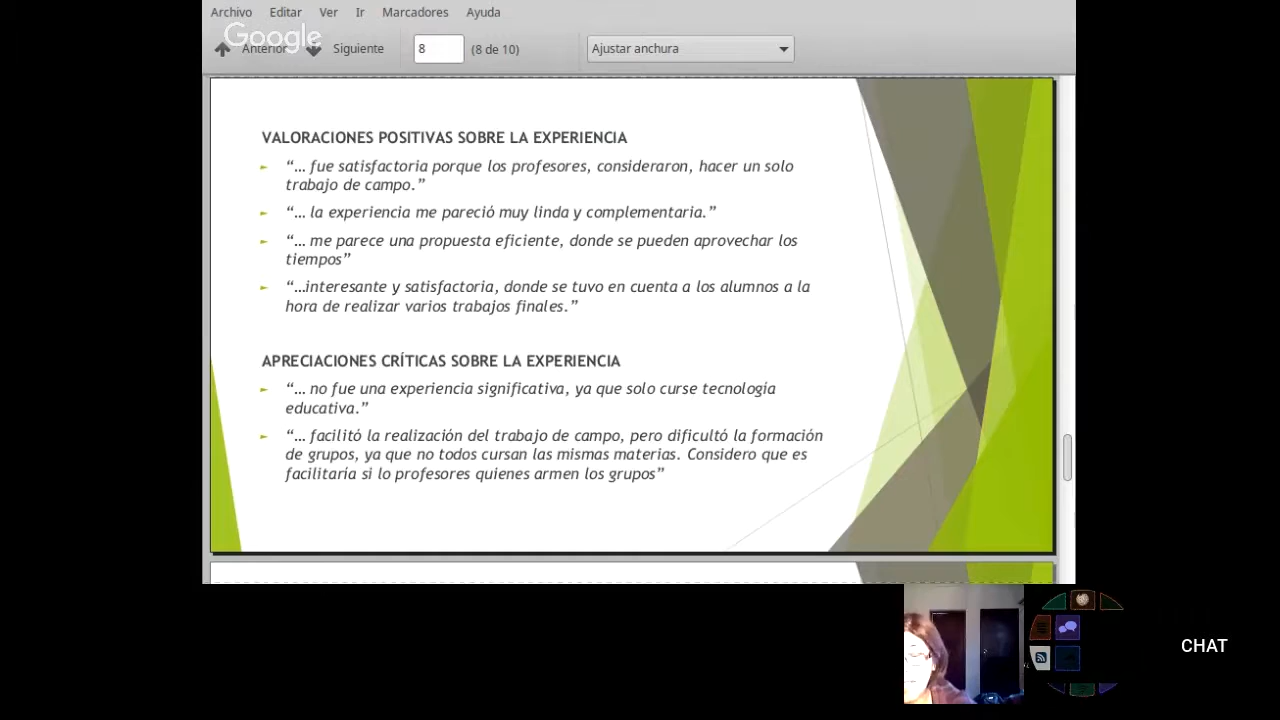 Archivo Editar Ver Ir Marcadores Ayuda
Google
Anterior Siguiente 8 (8 de 10) Ajustar anchura
VALORACIONES POSITIVAS SOBRE LA EXPERIENCIA
“… fue satisfactoria porque los profesores, consideraron, hacer un solo
trabajo de campo.”
“… la experiencia me pareció muy linda y complementaria.”
“… me parece una propuesta eficiente, donde se pueden aprovechar los
tiempos”
“…interesante y satisfactoria, donde se tuvo en cuenta a los alumnos a la
hora de realizar varios trabajos finales.”
APRECIACIONES CRÍTICAS SOBRE LA EXPERIENCIA
“… no fue una experiencia significativa, ya que solo curse tecnología
educativa.”
“… facilitó la realización del trabajo de campo, pero dificultó la formación
de grupos, ya que no todos cursan las mismas materias. Considero que es
facilitaría si lo profesores quienes armen los grupos”
CHAT